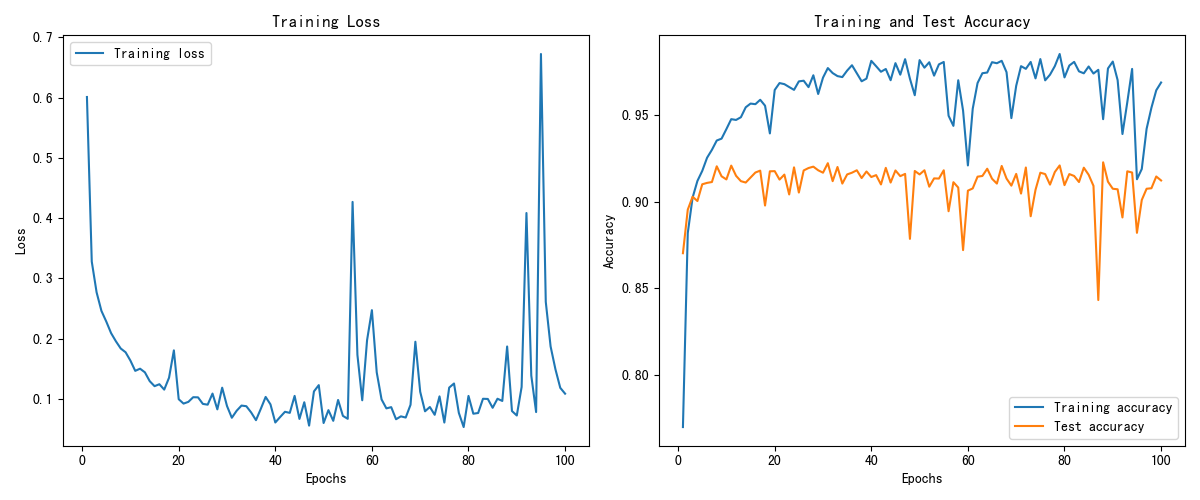 Training Loss
Training loss
0.7
0.6
0.5
0.4
0.3
0.2
0.1
Loss
0
20
40
60
80
100
Epochs
Training and Test Accuracy
0.95
0.90
0.85
0.80
Accuracy
Training accuracy
Test accuracy
0
20
40
60
80
100
Epochs